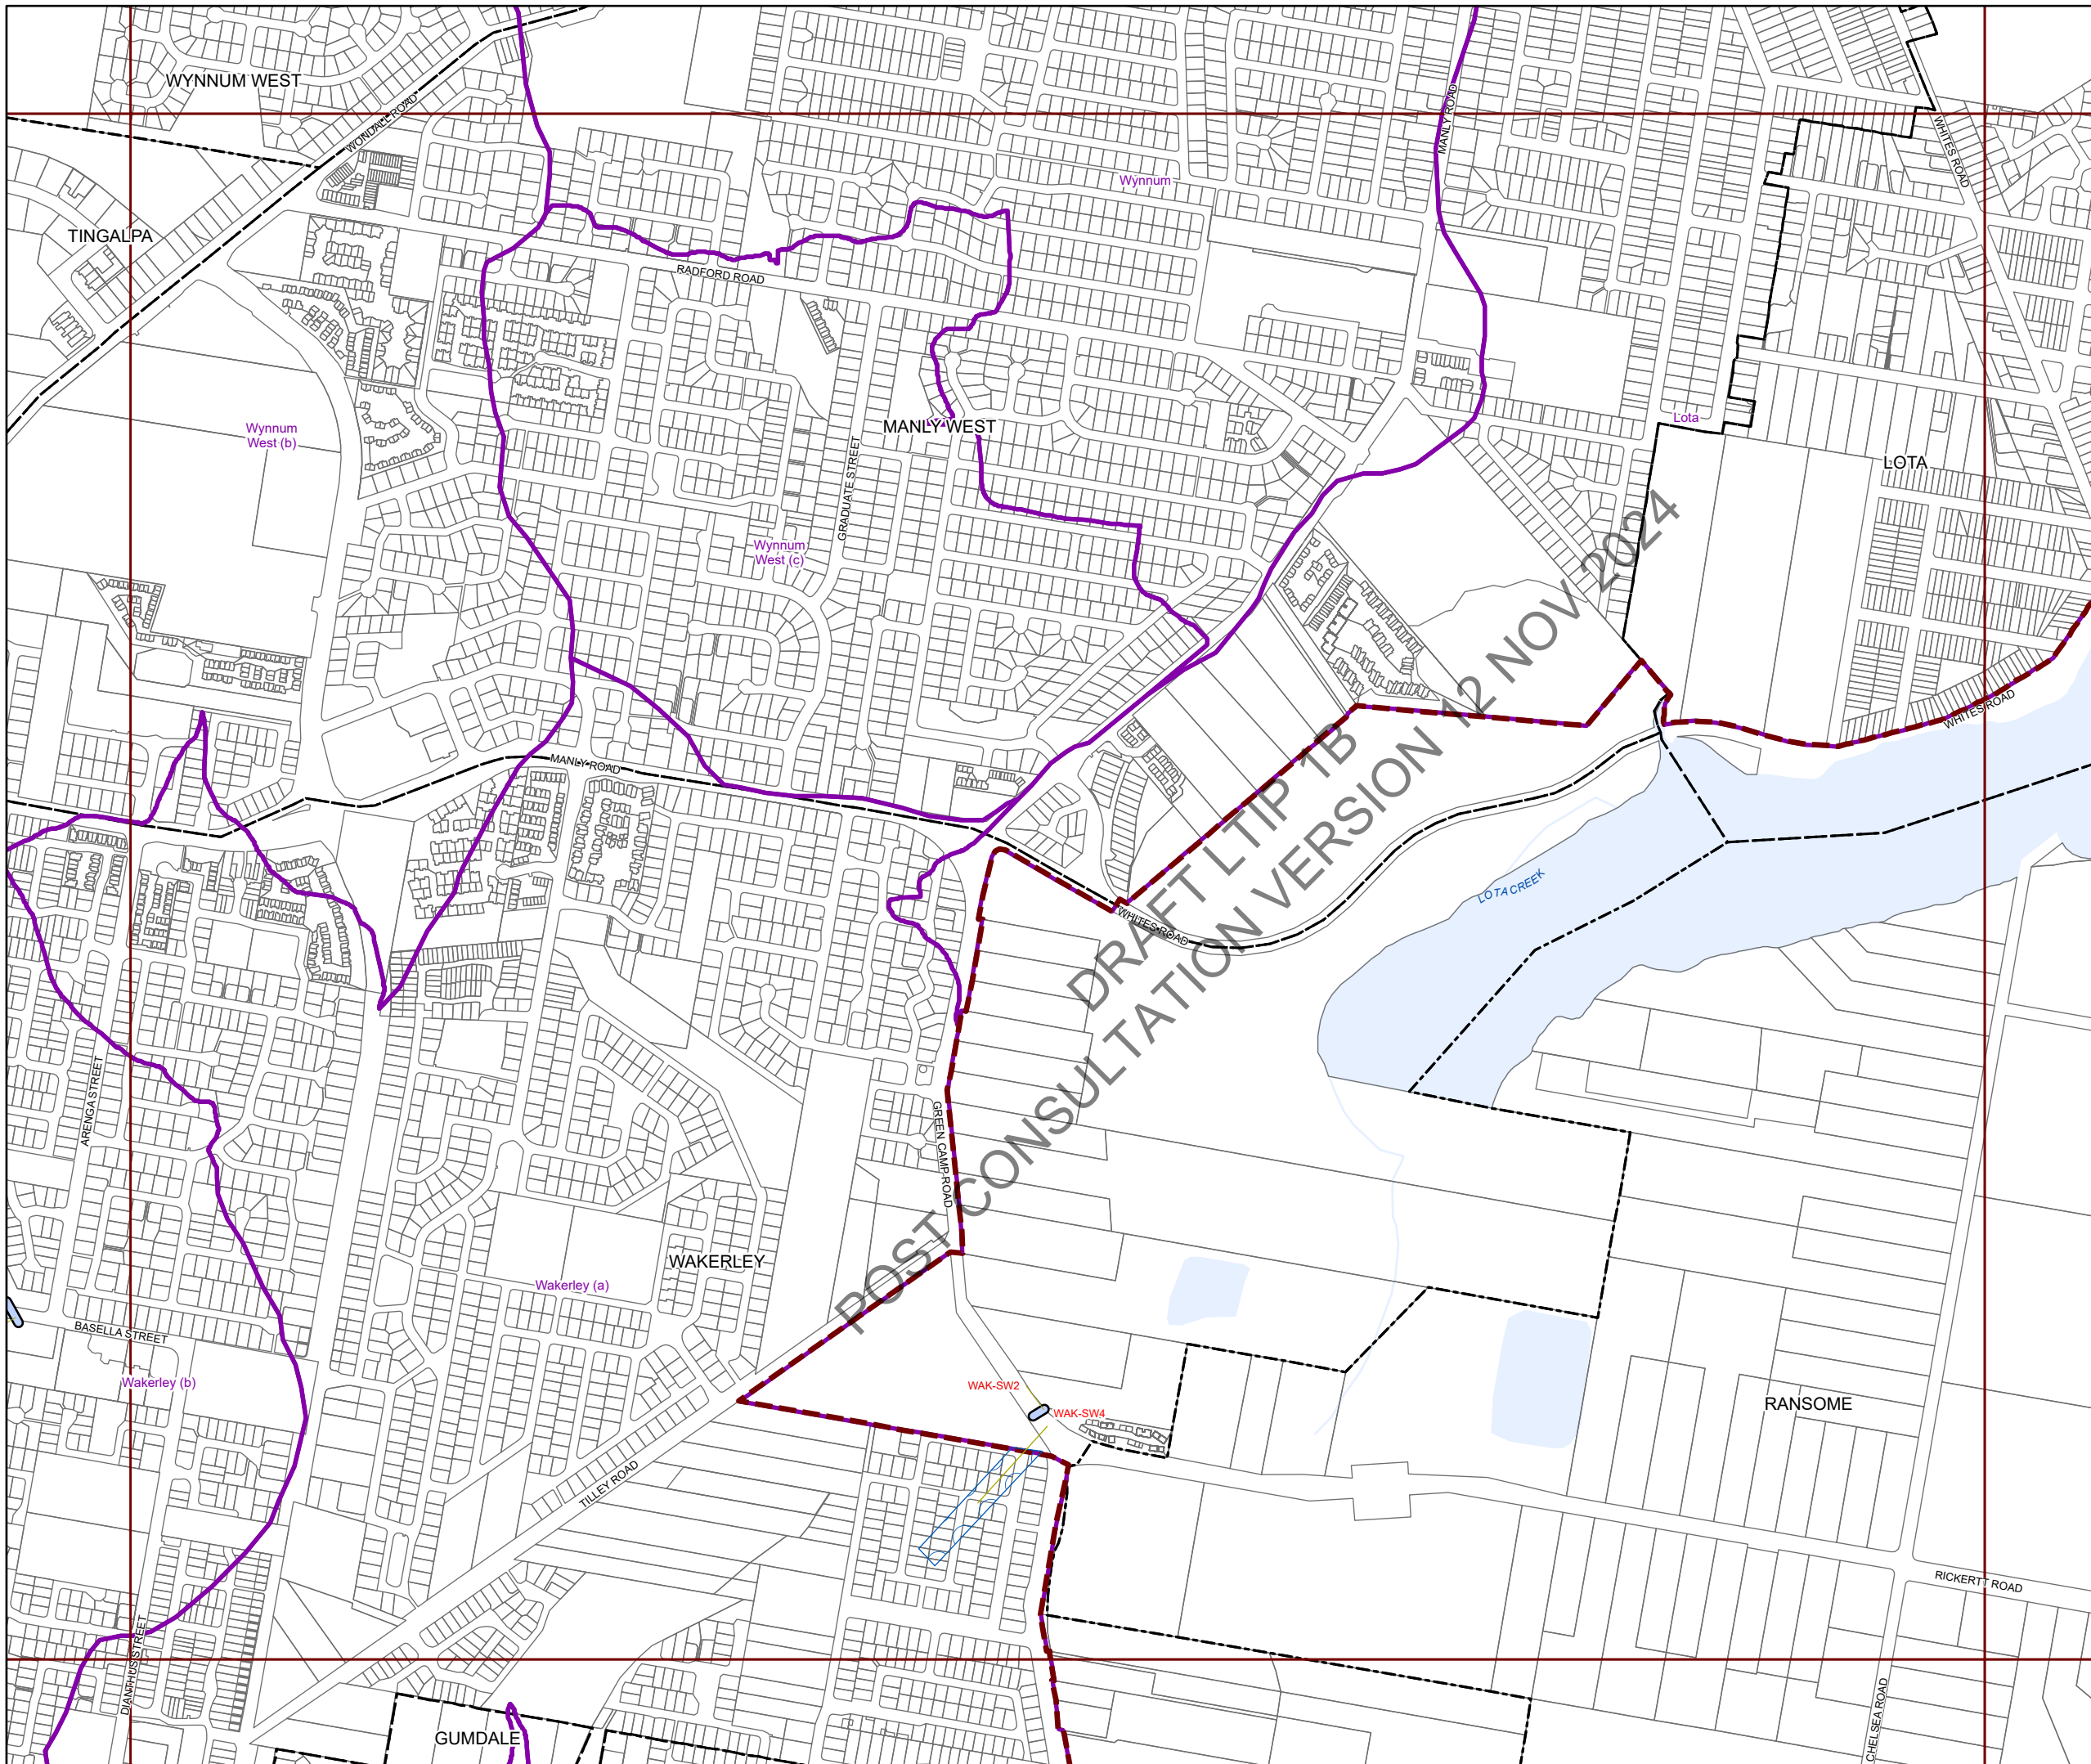 WYNNUM WEST
WONDALL ROAD
MANLY ROAD
WHITES ROAD
Wynnum
TINGALPA
RADFORD ROAD
Wynnum
West (b)
MANLY WEST
Lota
LOTA
GRADUATE STREET
Wynnum
West (c)
WHITES ROAD
MANLY ROAD
LOTA CREEK
WHITES ROAD
DRAFT LTIP 1B
POST CONSULTATION VERSION 12 NOV 2024
ARENGA STREET
GREEN CAMP ROAD
WAKERLEY
Wakerley (a)
BASELLA STREET
Wakerley (b)
WAK-SW2
WAK-SW4
RANSOME
TILLEY ROAD
RICKERTT ROAD
DIANTHUS STREET
CHELSEA ROAD
GUMDALE